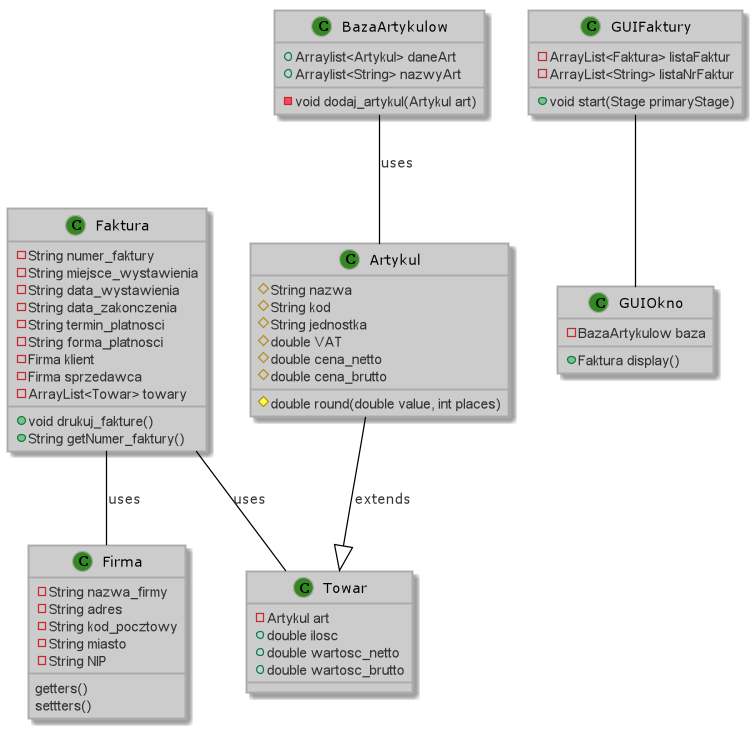 C BazaArtykulow
Arraylist<Artykul> daneArt
Arraylist<String> nazwyArt
void dodaj_artykul(Artykul art)
C GUIFaktury
ArrayList<Faktura> listaFaktur
ArrayList<String> listaNrFaktur
void start(Stage primaryStage)
uses
C Faktura
String numer_faktury
String miejsce_wystawienia
String data_wystawienia
String data_zakonczenia
String termin_platnosci
String forma_platnosci
Firma klient
Firma sprzedawca
ArrayList<Towar> towary
void drukuj_fakture()
String getNumer_faktury()
C Artykul
String nazwa
String kod
String jednostka
double VAT
double cena_netto
double cena_brutto
double round(double value, int places)
C GUIOkno
BazaArtykulow baza
Faktura display()
uses
uses
extends
C Firma
String nazwa_firmy
String adres
String kod_pocztowy
String miasto
String NIP
getters()
settters()
C Towar
Artykul art
double ilosc
double wartosc_netto
double wartosc_brutto